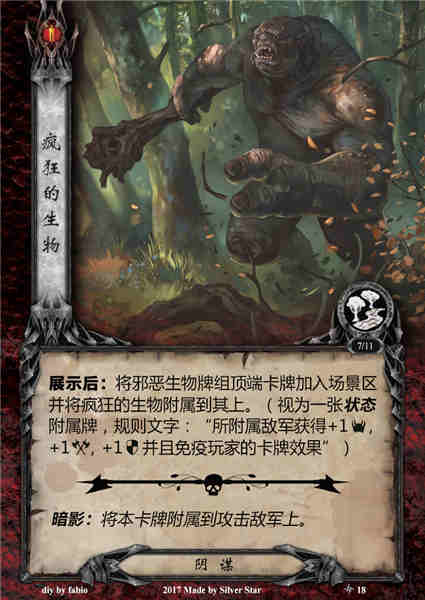 疯狂的生物
7/11
展示后：将邪恶生物牌组顶端卡牌加入场景区
并将疯狂的生物附属到其上。（视为一张状态
附属牌，规则文字：“所附属敌军获得+1，
+1，+1并且免疫玩家的卡牌效果”）
暗影：将本卡牌附属到攻击敌军上。
阴谋
diy by fabio
2017 Made by Silver Star
18